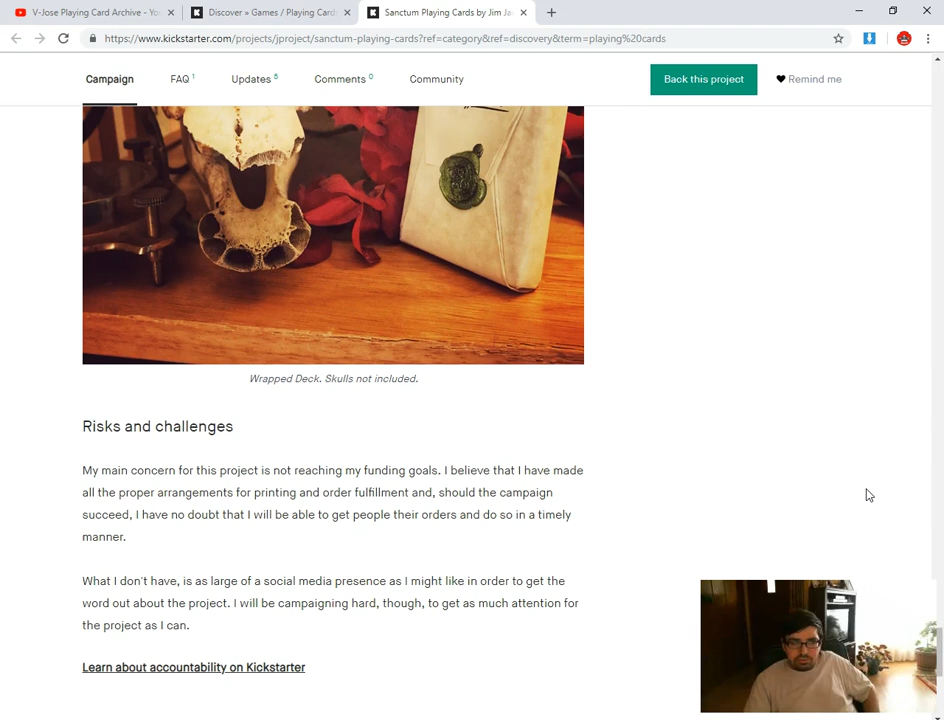 V-Jose Playing Card Archive - Yo
Discover » Games / Playing Cards
Sanctum Playing Cards by Jim Ja
https://www.kickstarter.com/projects/jproject/sanctum-playing-cards?ref=category&ref=discovery&term=playing%20cards
Campaign
FAQ 1
Updates 8
Comments 0
Community
Back this project
Remind me
Wrapped Deck. Skulls not included.
Risks and challenges
My main concern for this project is not reaching my funding goals. I believe that I have made
all the proper arrangements for printing and order fulfillment and, should the campaign
succeed, I have no doubt that I will be able to get people their orders and do so in a timely
manner.
What I don't have, is as large of a social media presence as I might like in order to get the
word out about the project. I will be campaigning hard, though, to get as much attention for
the project as I can.
Learn about accountability on Kickstarter